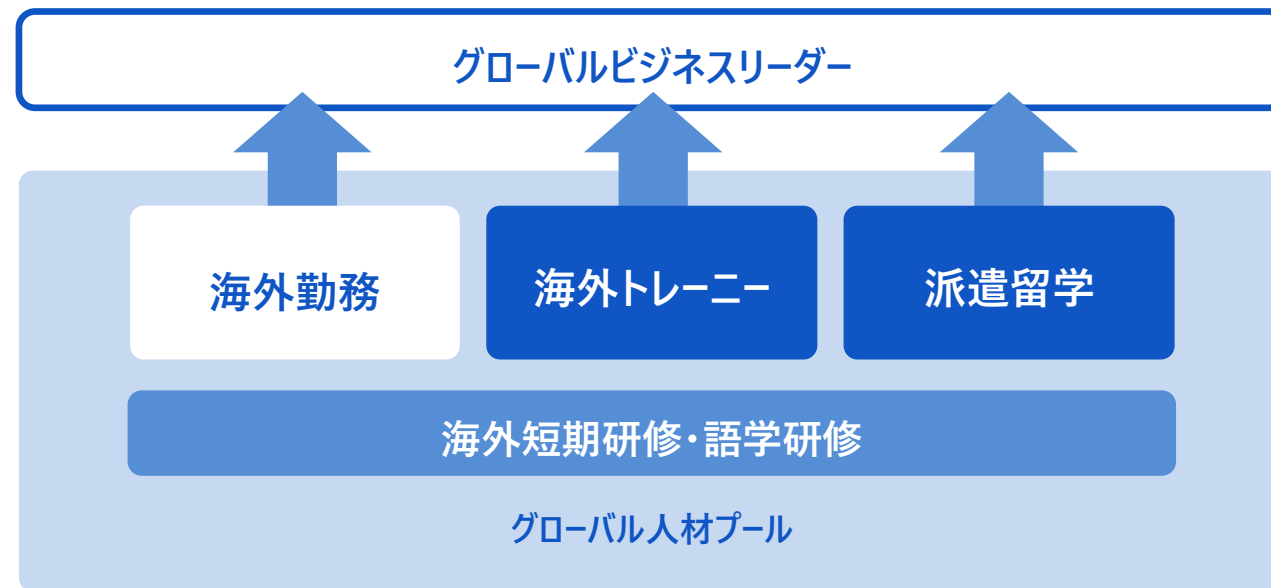 グローバルビジネスリーダー
海外勤務
海外トレーニー
派遣留学
海外短期研修・語学研修
グローバル人材プール